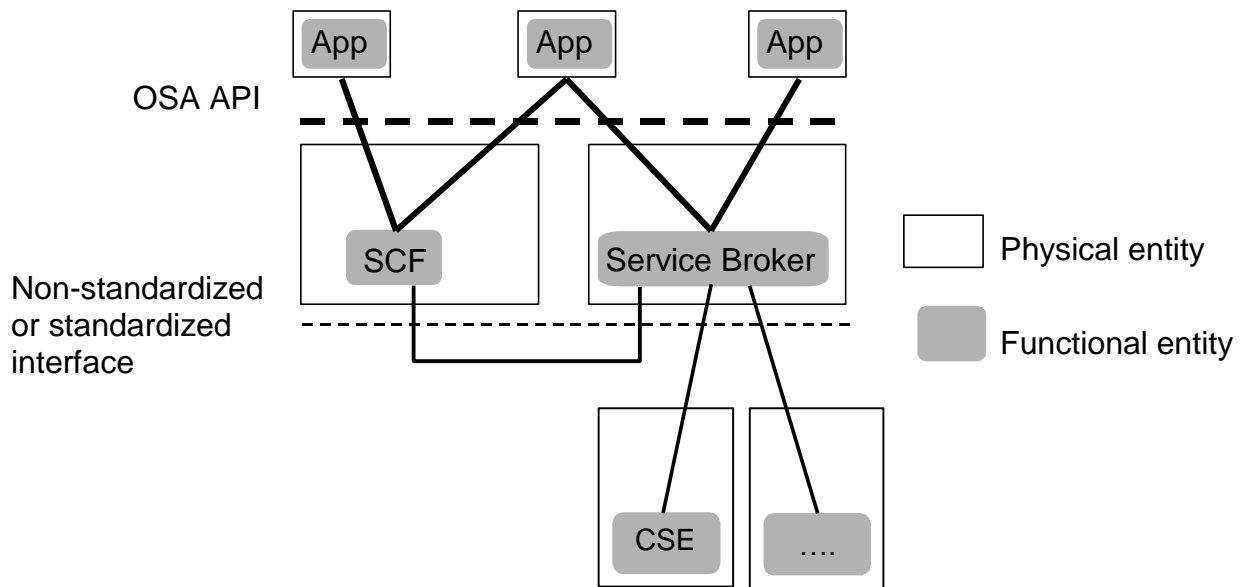 App
App
App
OSA API
SCF
Service Broker
Physical entity
Non-standardized
or standardized
interface
Functional entity
CSE
....